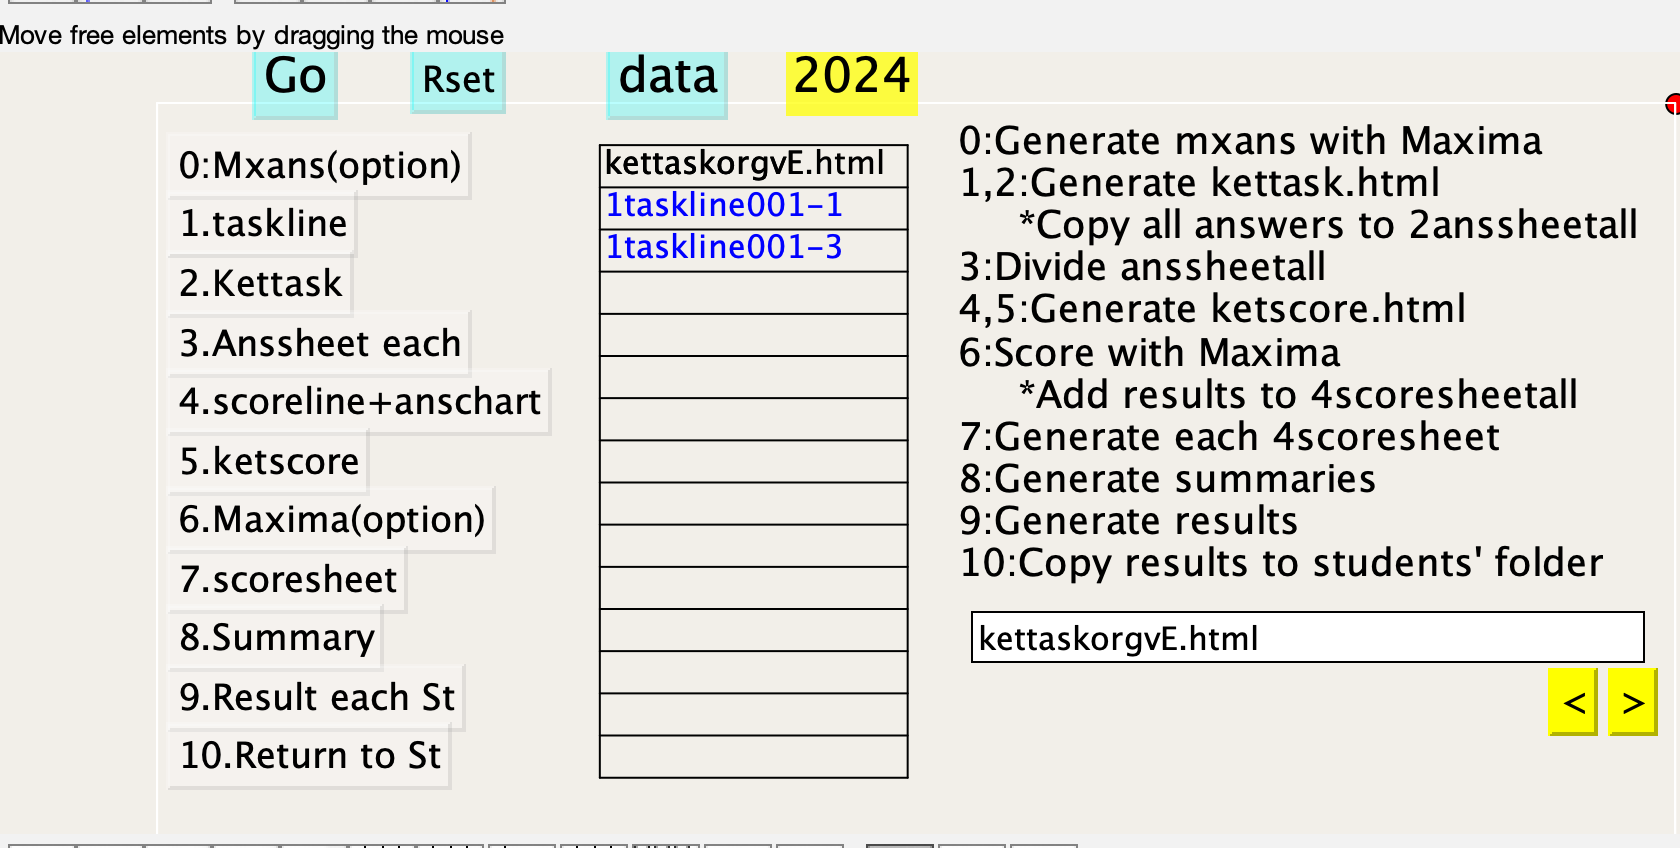 Move free elements by dragging the mouse
Go Rset data 2024
0:Mxans(option)
1.taskline
2.Kettask
3.Anssheet each
4.scoreline+anschart
5.ketscore
6.Maxima(option)
7.scoresheet
8.Summary
9.Result each St
10.Return to St
kettaskorgvE.html
1taskline001-1
1taskline001-3
0:Generate mxans with Maxima
1,2:Generate kettask.html
*Copy all answers to 2anssheetall
3:Divide anssheetall
4,5:Generate ketscore.html
6:Score with Maxima
*Add results to 4scoresheetall
7:Generate each 4scoresheet
8:Generate summaries
9:Generate results
10:Copy results to students' folder
kettaskorgvE.html
< >